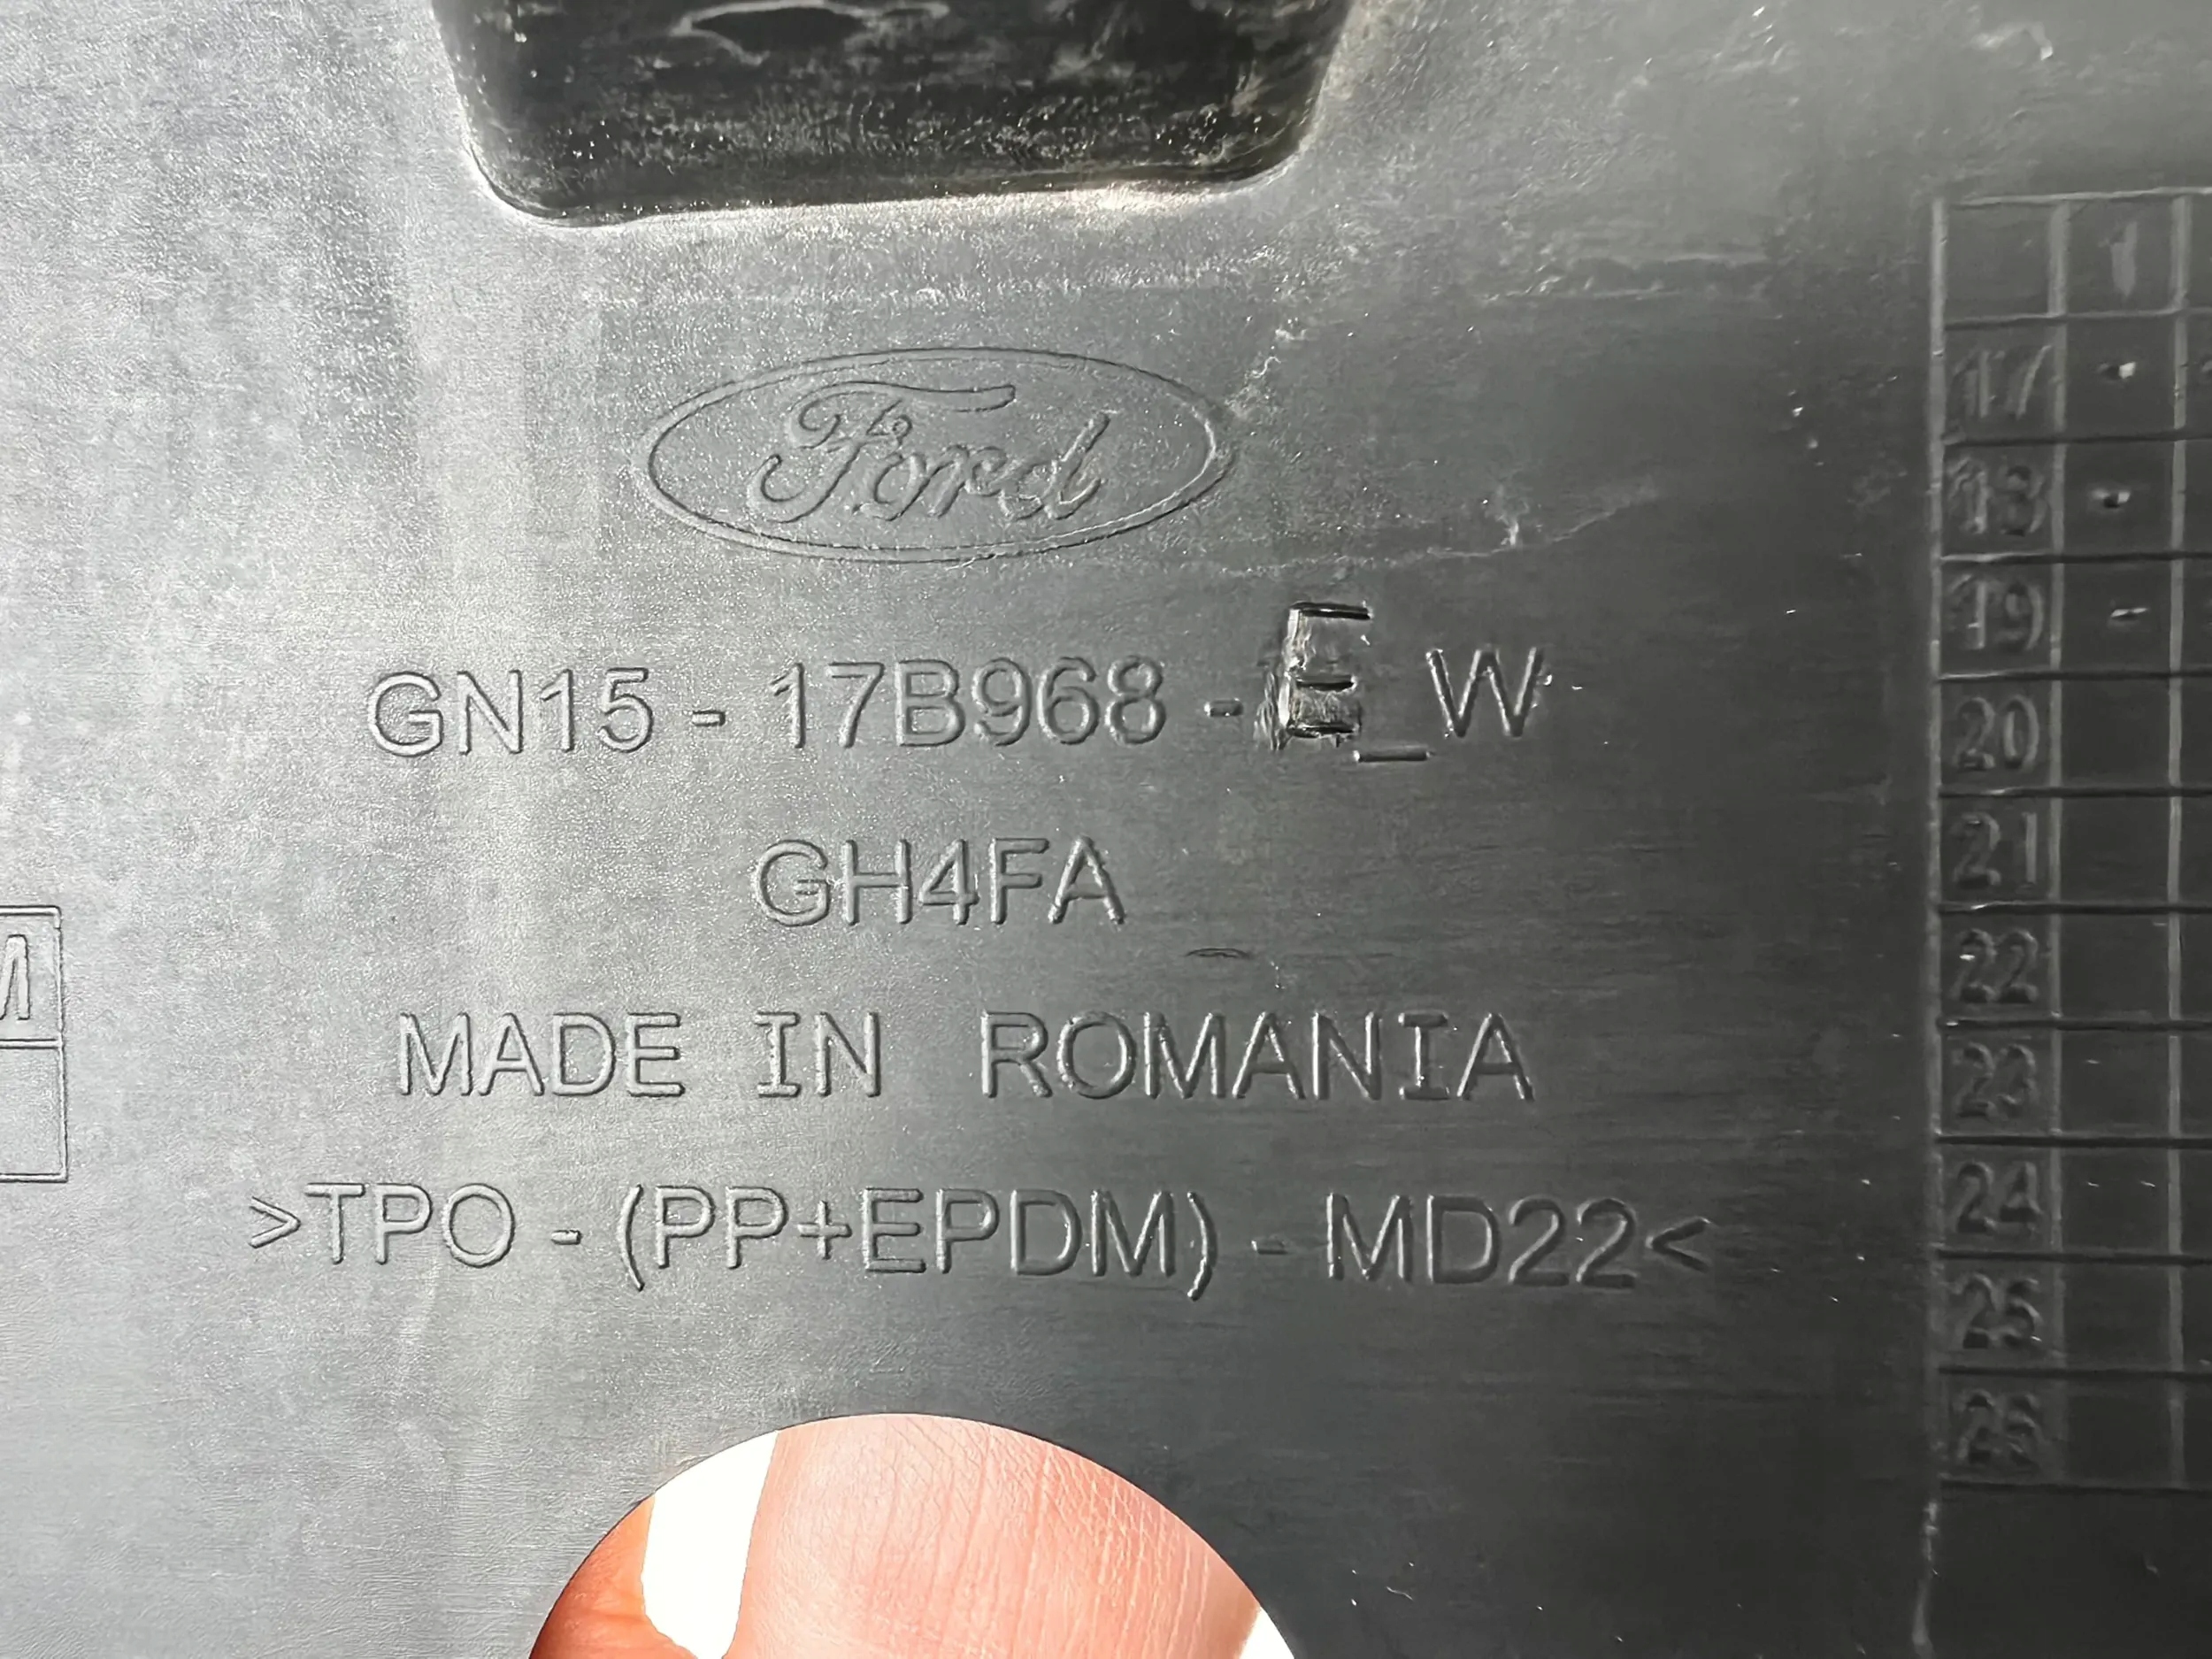 Ford
GN15 - 17B968 - E_W
GH4FA
MADE IN ROMANIA
>TPO - (PP+EPDM) - MD22<
M
17
18
19
20
21
22
23
24
25
26